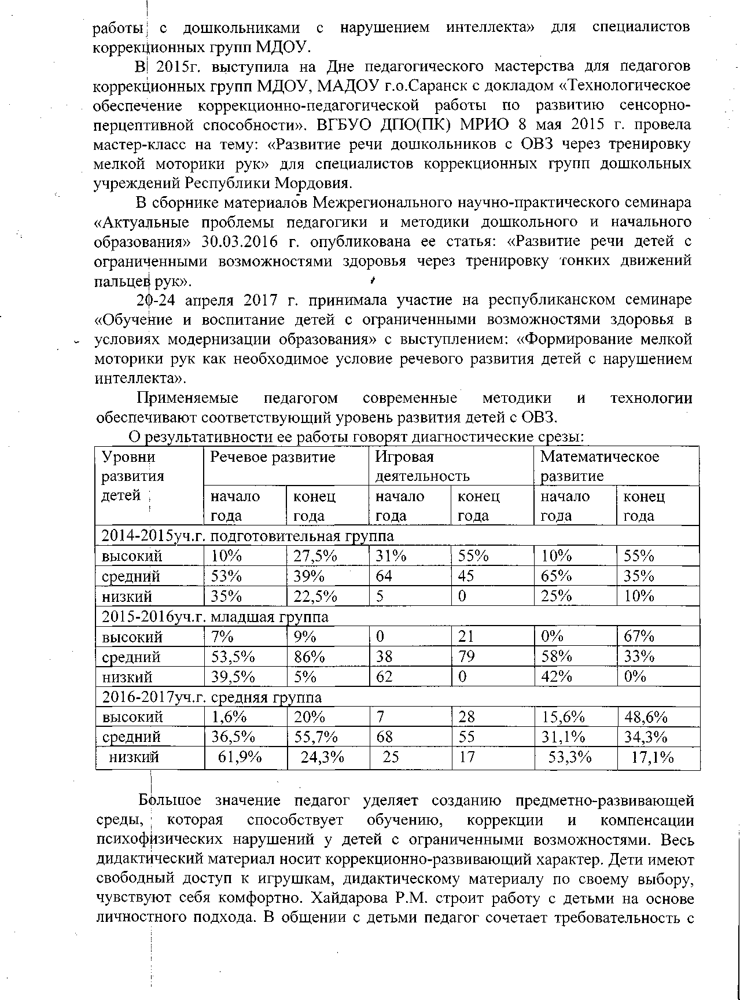 работы с дошкольниками с нарушением интеллекта» для специалистов
коррекционных групп МДОУ.
В 2015г. выступила на Дне педагогического мастерства для педагогов
коррекционных групп МДОУ, МАДОУ г.о.Саранск с докладом «Технологическое
обеспечение коррекционно-педагогической работы по развитию сенсорно-
перцептивной способности». ВГБУО ДПО(ПК) МРИО 8 мая 2015 г. провела
мастер-класс на тему: «Развитие речи дошкольников с ОВЗ через тренировку
мелкой моторики рук» для специалистов коррекционных групп дошкольных
учреждений Республики Мордовия.
В сборнике материалов Межрегионального научно-практического семинара
«Актуальные проблемы педагогики и методики дошкольного и начального
образования» 30.03.2016 г. опубликована ее статья: «Развитие речи детей с
ограниченными возможностями здоровья через тренировку тонких движений
пальцев рук».
20-24 апреля 2017 г. принимала участие на республиканском семинаре
«Обучение и воспитание детей с ограниченными возможностями здоровья в
условиях модернизации образования» с выступлением: «Формирование мелкой
моторики рук как необходимое условие речевого развития детей с нарушением
интеллекта».
Применяемые педагогом современные методики и технологии
обеспечивают соответствующий уровень развития детей с ОВЗ.
О результативности ее работы говорят диагностические срезы:
Уровни Речевое развитие Игровая Математическое
развития деятельность развитие
детей начало конец начало конец начало конец
года года года года года года
2014-2015уч.г. подготовительная группа
высокий 10% 27,5% 31% 55% 10% 55%
средний 53% 39% 64 45 65% 35%
низкий 35% 22,5% 5 0 25% 10%
2015-2016уч.г. младшая группа
высокий 7% 9% 0 21 0% 67%
средний 53,5% 86% 38 79 58% 33%
низкий 39,5% 5% 62 0 42% 0%
2016-2017уч.г. средняя группа
высокий 1,6% 20% 7 28 15,6% 48,6%
средний 36,5% 55,7% 68 55 31,1% 34,3%
низкий 61,9% 24,3% 25 17 53,3% 17,1%
Большое значение педагог уделяет созданию предметно-развивающей
среды, которая способствует обучению, коррекции и компенсации
психофизических нарушений у детей с ограниченными возможностями. Весь
дидактический материал носит коррекционно-развивающий характер. Дети имеют
свободный доступ к игрушкам, дидактическому материалу по своему выбору,
чувствуют себя комфортно. Хайдарова Р.М. строит работу с детьми на основе
личностного подхода. В общении с детьми педагог сочетает требовательность с